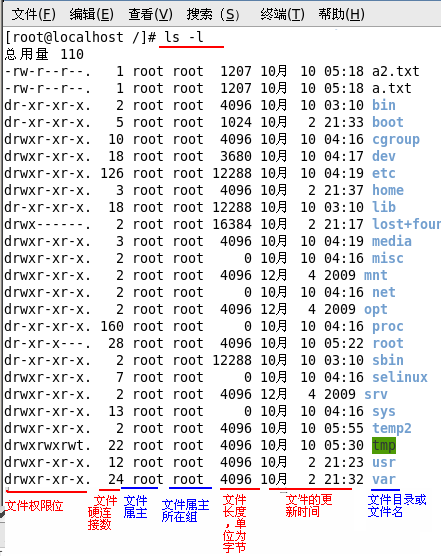 文件(F) 编辑(E) 查看(V) 搜索 (S) 终端(T) 帮助(H)
[root@localhost /]# ls -l
总用量 110
-rw-r--r--. 1 root root 1207 10月 10 05:18 a2.txt
-rw-r--r--. 1 root root 1207 10月 10 05:18 a.txt
dr-xr-xr-x. 2 root root 4096 10月 10 03:10 bin
dr-xr-xr-x. 5 root root 1024 10月 2 21:33 boot
drwxr-xr-x. 10 root root 4096 10月 10 04:16 cgroup
drwxr-xr-x. 18 root root 3680 10月 10 04:17 dev
drwxr-xr-x. 126 root root 12288 10月 10 04:19 etc
drwxr-xr-x. 3 root root 4096 10月 2 21:37 home
dr-xr-xr-x. 18 root root 12288 10月 10 03:10 lib
drwx------. 2 root root 16384 10月 2 21:17 lost+foun
drwxr-xr-x. 3 root root 4096 10月 10 04:19 media
drwxr-xr-x. 2 root root 0 10月 10 04:16 misc
drwxr-xr-x. 2 root root 4096 12月 4 2009 mnt
drwxr-xr-x. 2 root root 0 10月 10 04:16 net
drwxr-xr-x. 2 root root 4096 12月 4 2009 opt
dr-xr-xr-x. 160 root root 0 10月 10 04:16 proc
dr-xr-x---. 28 root root 4096 10月 10 05:22 root
dr-xr-xr-x. 2 root root 12288 10月 10 03:10 sbin
drwxr-xr-x. 7 root root 0 10月 10 04:16 selinux
drwxr-xr-x. 2 root root 4096 12月 4 2009 srv
drwxr-xr-x. 13 root root 0 10月 10 04:16 sys
drwxr-xr-x. 2 root root 4096 10月 10 05:55 temp2
drwxrwxrwt. 22 root root 4096 10月 10 05:30 tmp
drwxr-xr-x. 12 root root 4096 10月 2 21:23 usr
drwxr-xr-x. 24 root root 4096 10月 2 21:32 var
文件权限位
文件
硬连
接数
文件
属主
文件属主
所在组
文件
长度
,单
位为
字节
文件的更
新时间
文件目录或
文件名